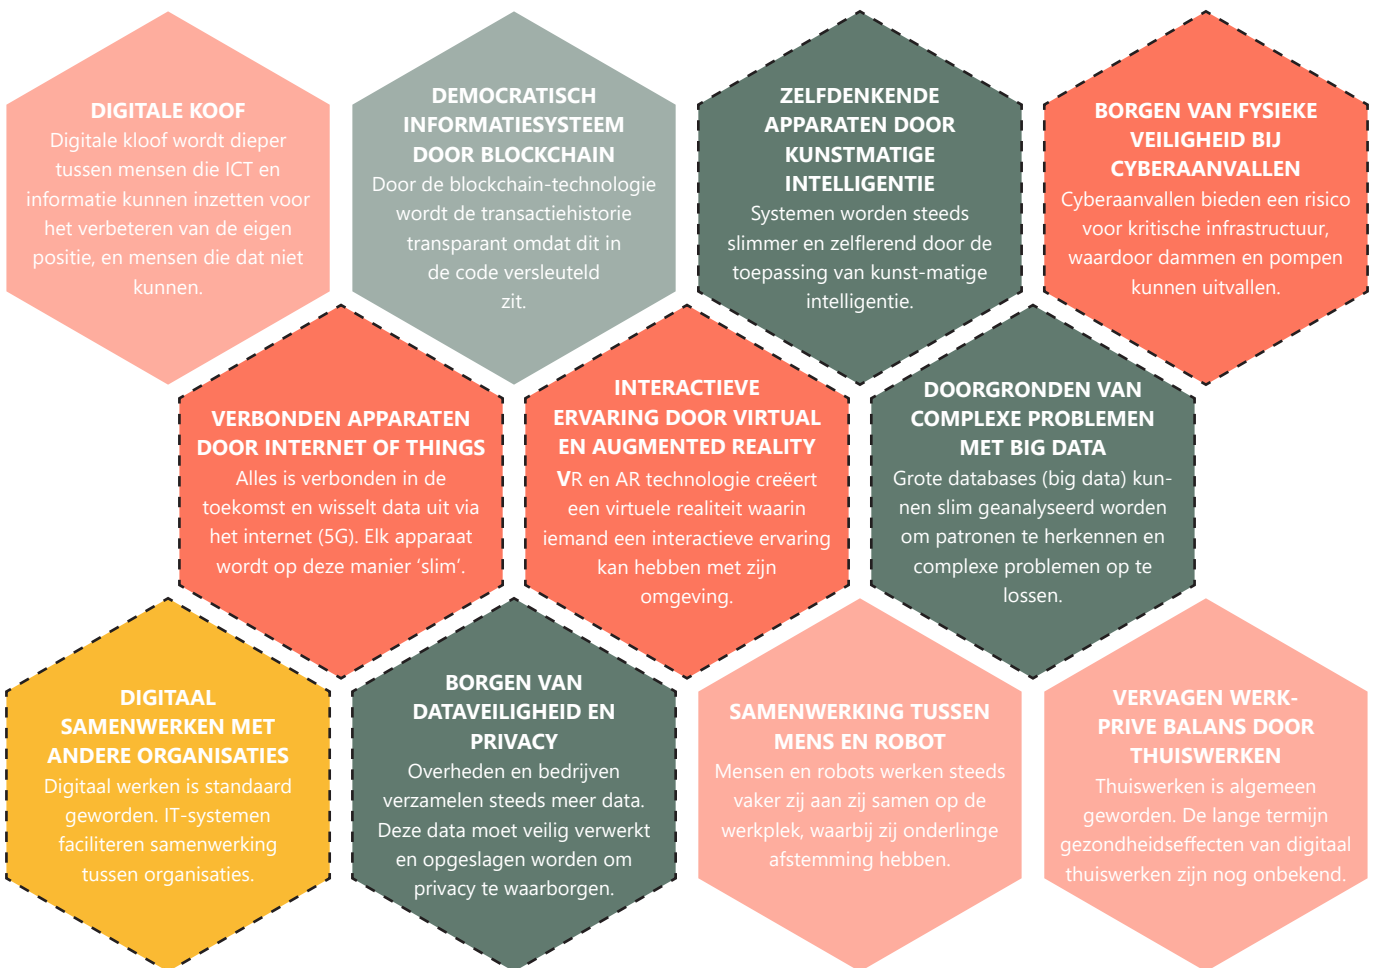 DIGITALE KOOF
Digitale kloof wordt dieper
tussen mensen die ICT en
informatie kunnen inzetten voor
het verbeteren van de eigen
positie, en mensen die dat niet
kunnen.
DEMOCRATISCH
INFORMATIESYSTEEM
DOOR BLOCKCHAIN
Door de blockchain-technologie
wordt de transactiehistorie
transparant omdat dit in
de code versleuteld
zit.
ZELFDENKENDE
APPARATEN DOOR
KUNSTMATIGE
INTELLIGENTIE
Systemen worden steeds
slimmer en zelflerend door de
toepassing van kunst-matige
intelligentie.
BORGEN VAN FYSIEKE
VEILIGHEID BIJ
CYBERAANVALLEN
Cyberaanvallen bieden een risico
voor kritische infrastructuur,
waardoor dammen en pompen
kunnen uitvallen.
VERBONDEN APPARATEN
DOOR INTERNET OF THINGS
Alles is verbonden in de
toekomst en wisselt data uit via
het internet (5G). Elk apparaat
wordt op deze manier ‘slim’.
INTERACTIEVE
ERVARING DOOR VIRTUAL
EN AUGMENTED REALITY
VR en AR technologie creëert
een virtuele realiteit waarin
iemand een interactieve ervaring
kan hebben met zijn
omgeving.
DOORGRONDEN VAN
COMPLEXE PROBLEMEN
MET BIG DATA
Grote databases (big data) kun-
nen slim geanalyseerd worden
om patronen te herkennen en
complexe problemen op te
lossen.
DIGITAAL
SAMENWERKEN MET
ANDERE ORGANISATIES
Digitaal werken is standaard
geworden. IT-systemen
faciliteren samenwerking
tussen organisaties.
BORGEN VAN
DATAVEILIGHEID EN
PRIVACY
Overheden en bedrijven
verzamelen steeds meer data.
Deze data moet veilig verwerkt
en opgeslagen worden om
privacy te waarborgen.
SAMENWERKING TUSSEN
MENS EN ROBOT
Mensen en robots werken steeds
vaker zij aan zij samen op de
werkplek, waarbij zij onderlinge
afstemming hebben.
VERVAGEN WERK-
PRIVE BALANS DOOR
THUISWERKEN
Thuiswerken is algemeen
geworden. De lange termijn
gezondheidseffecten van digitaal
thuiswerken zijn nog onbekend.